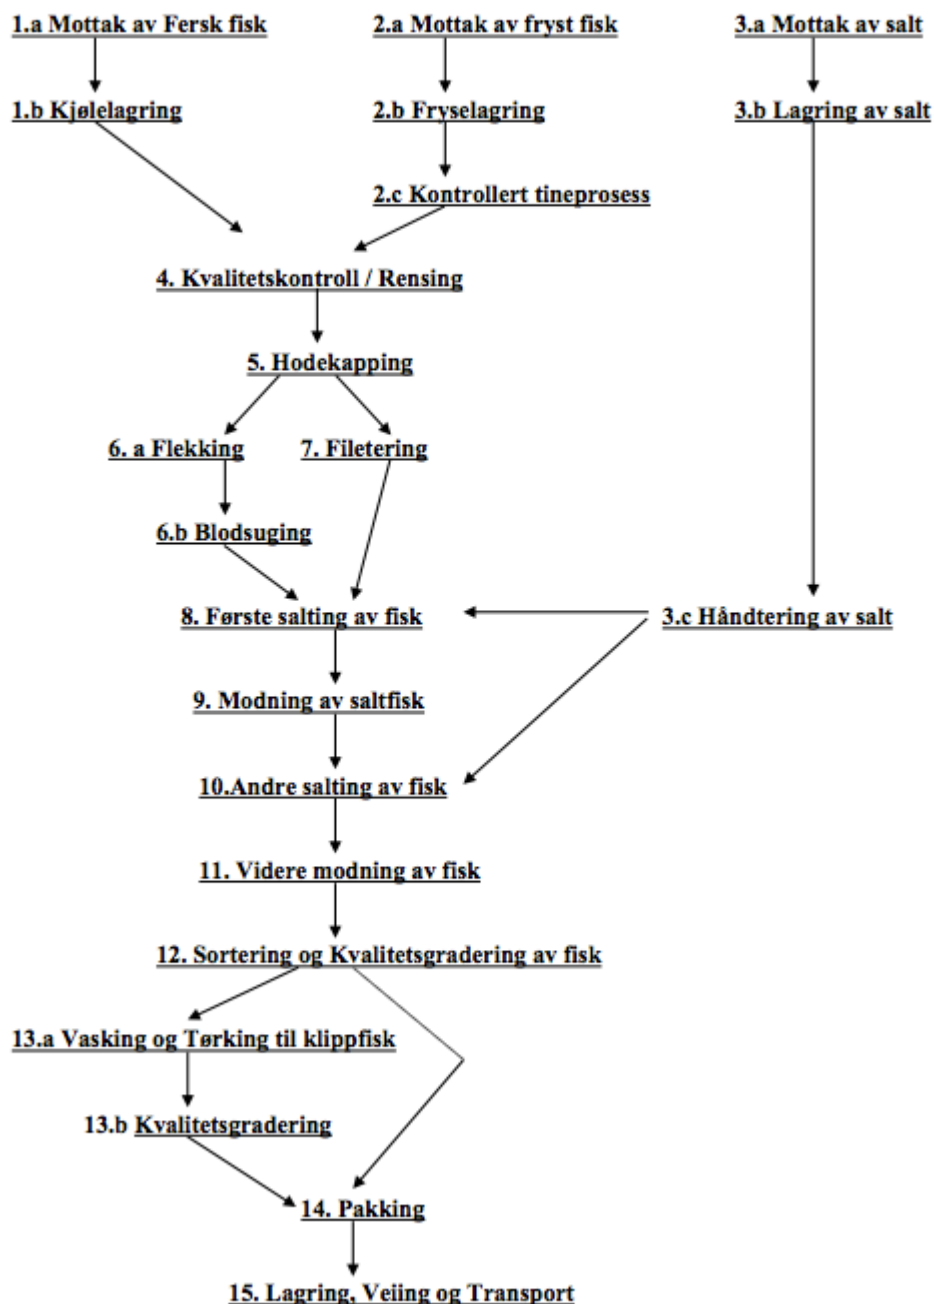 1.a Mottak av Fersk fisk
2.a Mottak av fryst fisk
3.a Mottak av salt
1.b Kjølelagring
2.b Fryselagring
3.b Lagring av salt
2.c Kontrollert tineprosess
4. Kvalitetskontroll / Rensing
5. Hodekapping
6. a Flekking
7. Filetering
6.b Blodsuging
8. Første salting av fisk
3.c Håndtering av salt
9. Modning av saltfisk
10.Andre salting av fisk
11. Videre modning av fisk
12. Sortering og Kvalitetsgradering av fisk
13.a Vasking og Tørking til klippfisk
13.b Kvalitetsgradering
14. Pakking
15. Lagring, Veiing og Transport